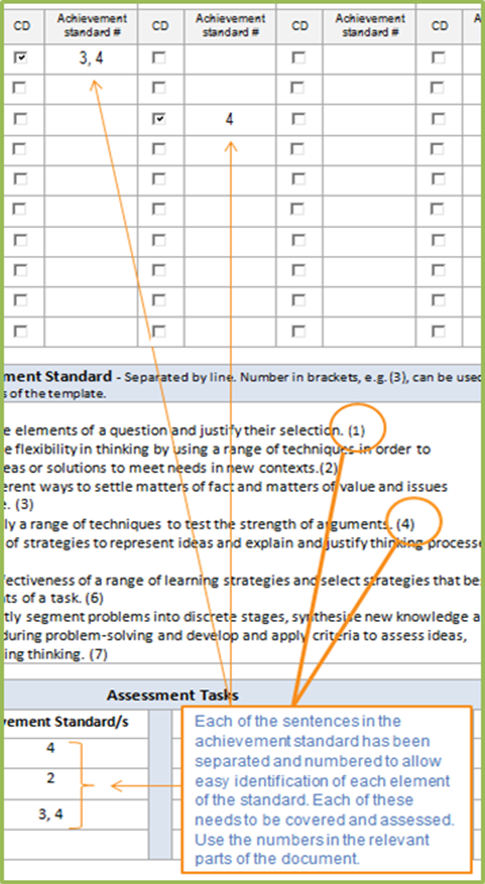 CD Achievement standard # CD Achievement standard # CD Achievement standard # CD A
3, 4
4
ment Standard - Separated by line. Number in brackets, e.g. (3), can be used
s of the template.
e elements of a question and justify their selection. (1)
e flexibility in thinking by using a range of techniques in order to
eas or solutions to meet needs in new contexts.(2)
erent ways to settle matters of fact and matters of value and issues
e. (3)
ly a range of techniques to test the strength of arguments. (4)
of strategies to represent ideas and explain and justify thinking processe
fectiveness of a range of learning strategies and select strategies that be
ts of a task. (6)
tly segment problems into discrete stages, synthesise new knowledge a
during problem-solving and develop and apply criteria to assess ideas,
ing thinking. (7)
Assessment Tasks
vement Standard/s
4
2
3, 4
Each of the sentences in the
achievement standard has been
separated and numbered to allow
easy identification of each element
of the standard. Each of these
needs to be covered and assessed.
Use the numbers in the relevant
parts of the document.